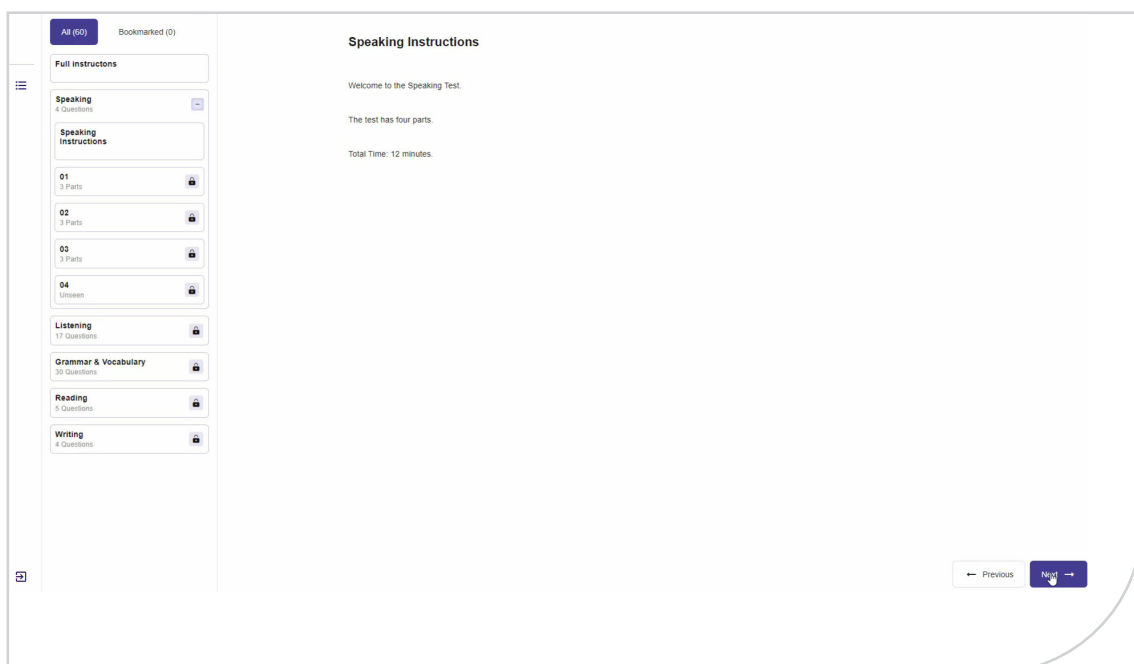 All (60)
Bookmarked (0)
Full instructons
Speaking
4 Questions
Speaking
Instructions
01
3 Parts
02
3 Parts
03
3 Parts
04
Unseen
Listening
17 Questions
Grammar & Vocabulary
30 Questions
Reading
5 Questions
Writing
4 Questions
Speaking Instructions
Welcome to the Speaking Test.
The test has four parts.
Total Time: 12 minutes.
← Previous
Next →